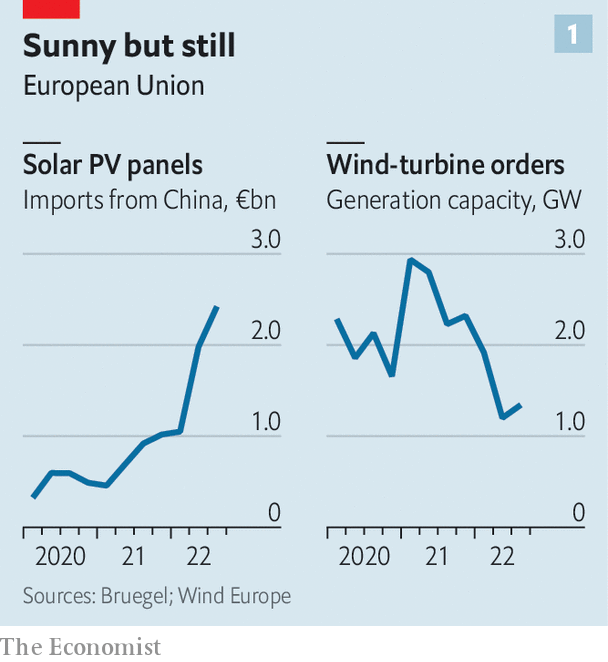 1
Sunny but still
European Union
Solar PV panels
Imports from China, €bn
3.0
2.0
1.0
0
2020 21 22
Wind-turbine orders
Generation capacity, GW
3.0
2.0
1.0
0
2020 21 22
Sources: Bruegel; Wind Europe
The Economist